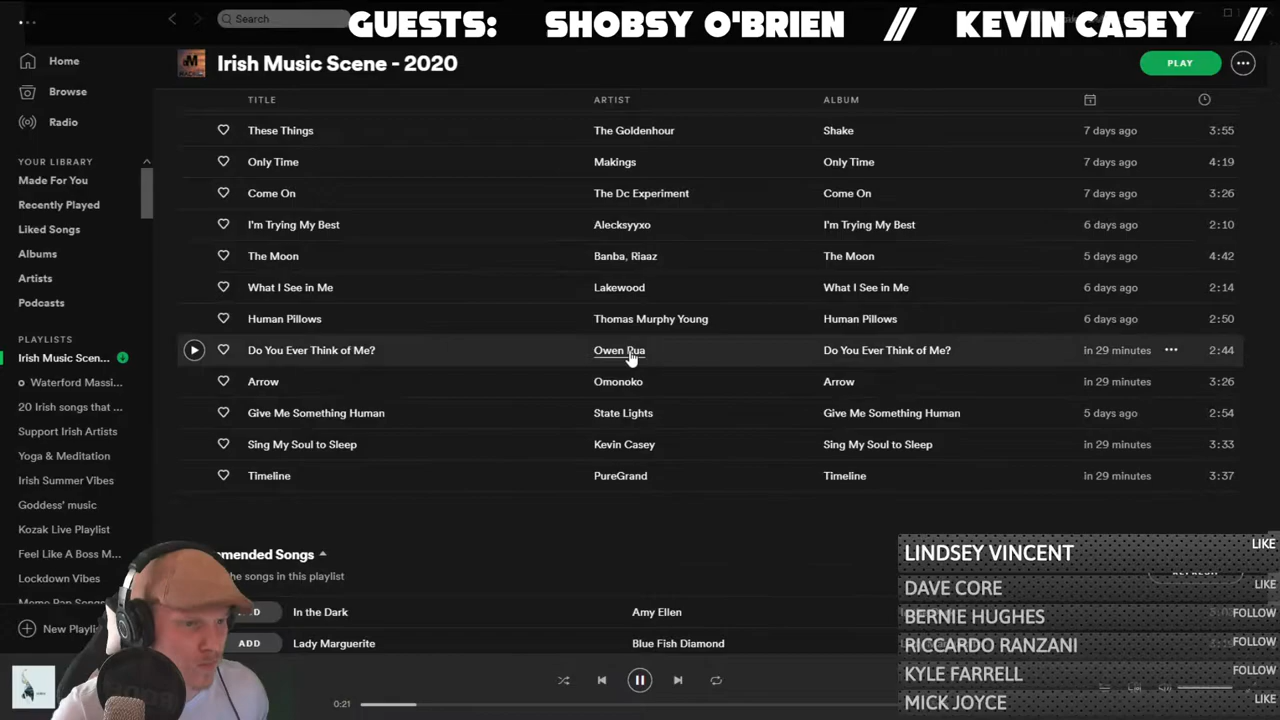 GUESTS: SHOBSY O'BRIEN // KEVIN CASEY //
Search
Home
Browse
Radio
YOUR LIBRARY
Made For You
Recently Played
Liked Songs
Albums
Artists
Podcasts
PLAYLISTS
Irish Music Scen...
Waterford Massi...
20 Irish songs that ...
Support Irish Artists
Yoga & Meditation
Irish Summer Vibes
Goddess' music
Kozak Live Playlist
Feel Like A Boss M...
Lockdown Vibes
New Playli
Irish Music Scene - 2020
PLAY
TITLE ARTIST ALBUM
These Things The Goldenhour Shake 7 days ago 3:55
Only Time Makings Only Time 7 days ago 4:19
Come On The Dc Experiment Come On 7 days ago 3:26
I'm Trying My Best Alecksyyxo I'm Trying My Best 6 days ago 2:10
The Moon Banba, Riaaz The Moon 5 days ago 4:42
What I See in Me Lakewood What I See in Me 6 days ago 2:14
Human Pillows Thomas Murphy Young Human Pillows 6 days ago 2:50
Do You Ever Think of Me? Owen Rua Do You Ever Think of Me? in 29 minutes ••• 2:44
Arrow Omonoko Arrow in 29 minutes 3:26
Give Me Something Human State Lights Give Me Something Human 5 days ago 2:54
Sing My Soul to Sleep Kevin Casey Sing My Soul to Sleep in 29 minutes 3:33
Timeline PureGrand Timeline in 29 minutes 3:37
mended Songs
the songs in this playlist
In the Dark Amy Ellen
ADD Lady Marguerite Blue Fish Diamond
0:21
LINDSEY VINCENT LIKE
DAVE CORE LIKE
BERNIE HUGHES FOLLOW
RICCARDO RANZANI FOLLOW
KYLE FARRELL FOLLOW
MICK JOYCE LIKE